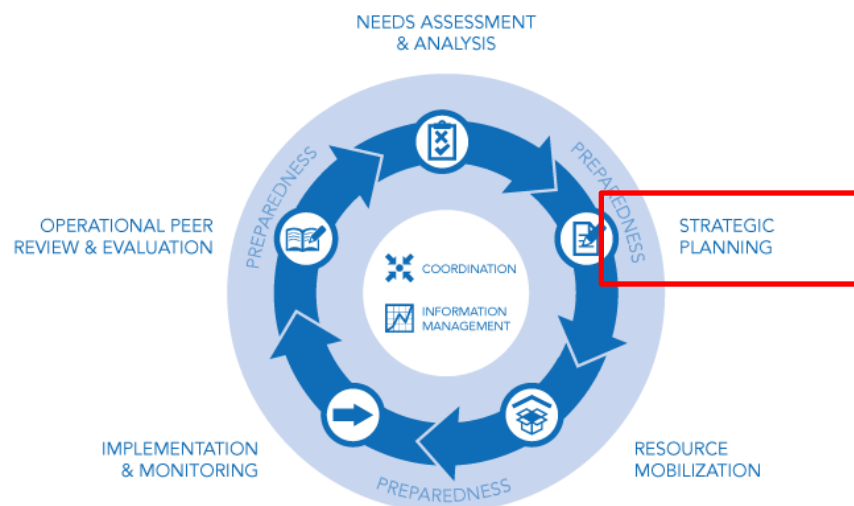 NEEDS ASSESSMENT
& ANALYSIS
PREPAREDNESS
PREPAREDNESS
OPERATIONAL PEER
REVIEW & EVALUATION
STRATEGIC
PLANNING
COORDINATION
INFORMATION
MANAGEMENT
IMPLEMENTATION
& MONITORING
RESOURCE
MOBILIZATION
PREPAREDNESS